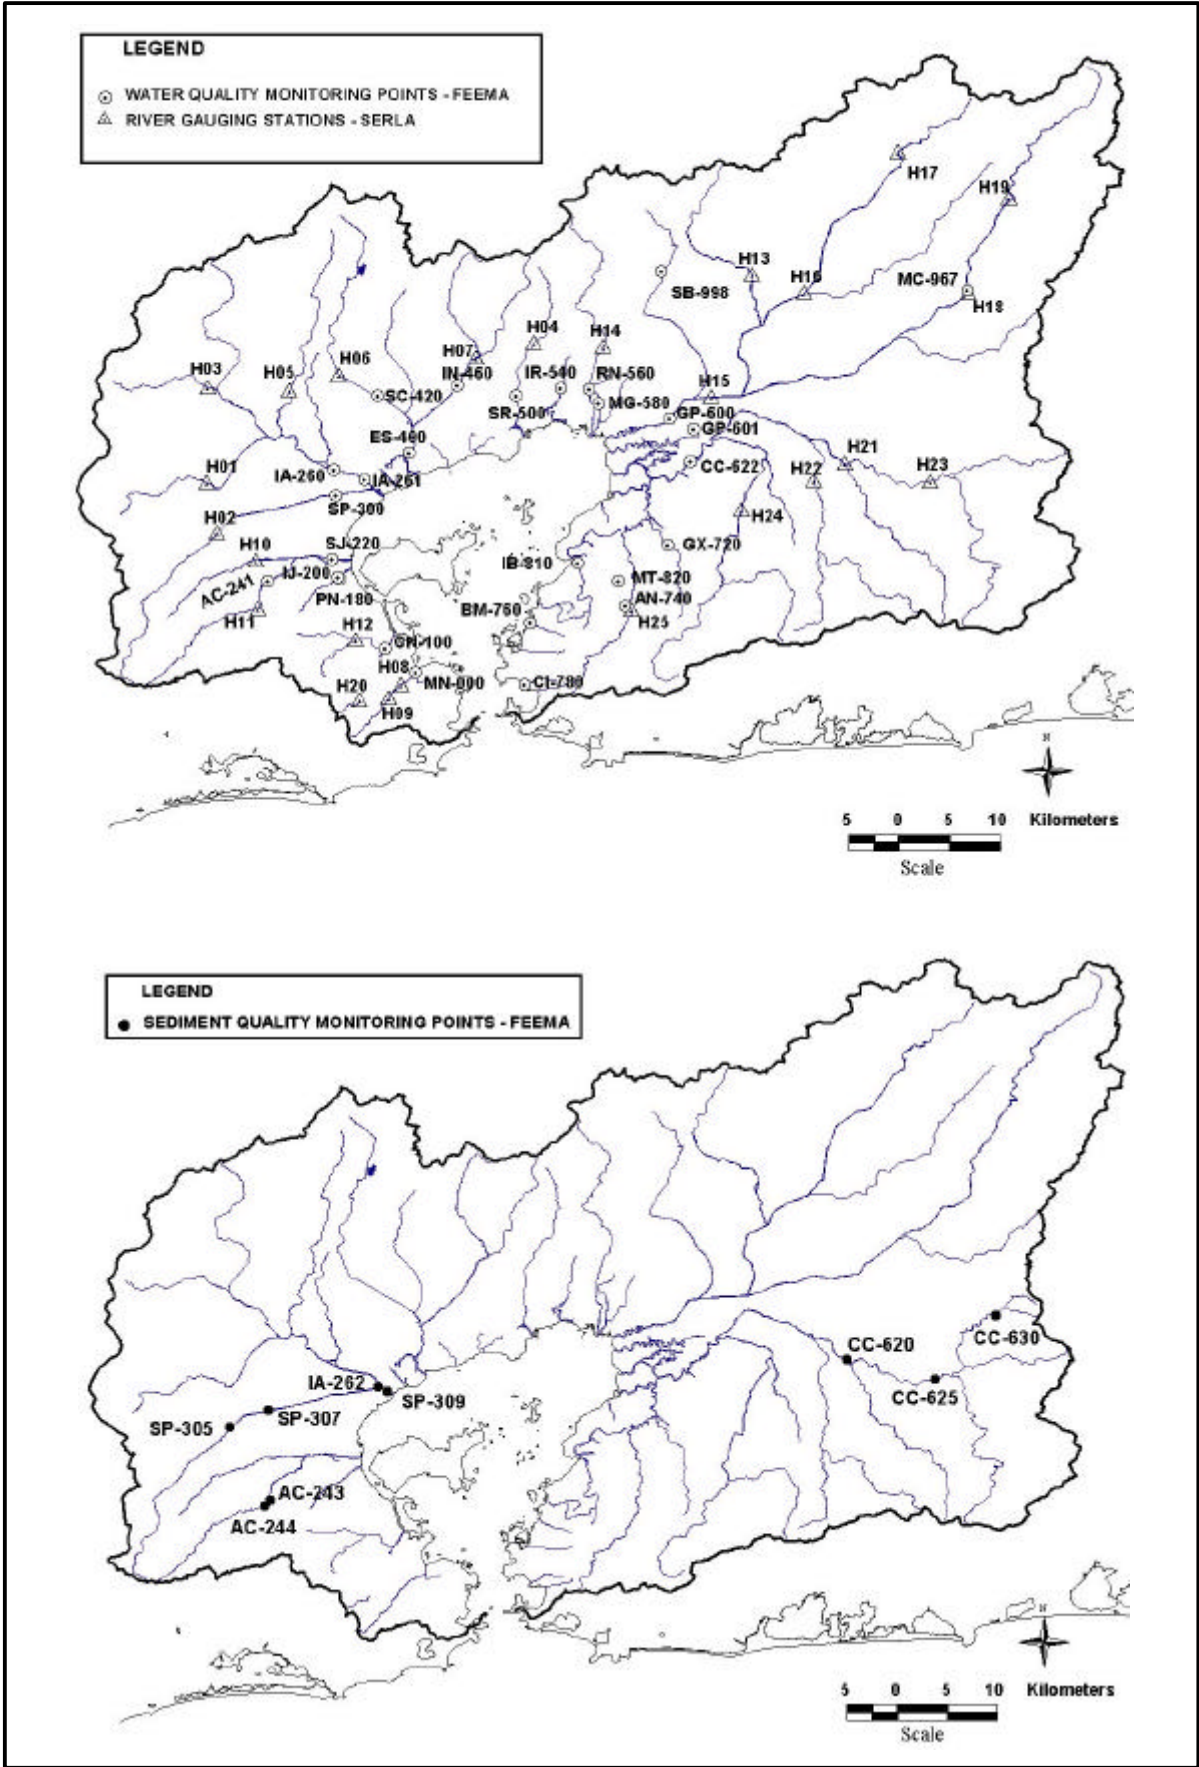 LEGEND
WATER QUALITY MONITORING POINTS - FEEMA
RIVER GAUGING STATIONS - SERLA
H17
H19
H13
H16
MC-967
H18
SB-998
H04
H14
H07
H06
H03
H05
IN-460
IR-540
RN-560
H15
SC-420
SR-500
MG-580
GP-600
GP-601
ES-400
H21
IA-260
IA-261
CC-622
H22
H23
H01
SP-300
H02
H24
SJ-220
H10
GX-720
IJ-200
IB-810
AC-241
MT-820
PN-180
AN-740
BM-760
H11
H25
H12
CN-100
H08
MN-000
H20
CI-780
H09
N
5 0 5 10 Kilometers
Scale
LEGEND
SEDIMENT QUALITY MONITORING POINTS - FEEMA
CC-630
CC-620
IA-262
CC-625
SP-309
SP-307
SP-305
AC-243
AC-244
N
5 0 5 10 Kilometers
Scale